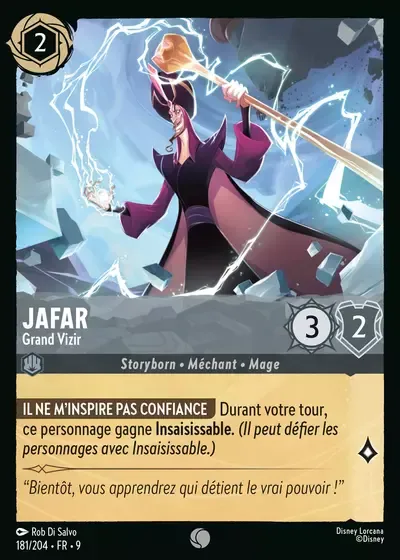 2
JAFAR
Grand Vizir
3
2
Storyborn • Méchant • Mage
IL NE M'INSPIRE PAS CONFIANCE Durant votre tour,
ce personnage gagne Insaisissable. (Il peut défier les
personnages avec Insaisissable.)
“Bientôt, vous apprendrez qui détient le vrai pouvoir !”
Rob Di Salvo
181/204 • FR • 9
Disney Lorcana
©Disney